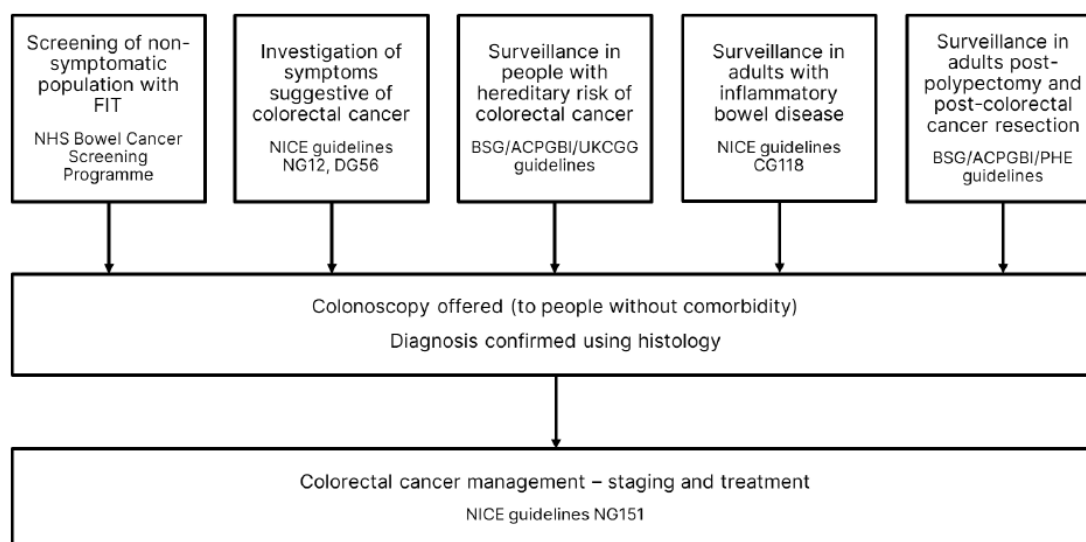 Screening of non-
symptomatic
population with
FIT
NHS Bowel Cancer
Screening
Programme
Investigation of
symptoms
suggestive of
colorectal cancer
NICE guidelines
NG12, DG56
Surveillance in
people with
hereditary risk of
colorectal cancer
BSG/ACPGBI/UKCGG
guidelines
Surveillance in
adults with
inflammatory
bowel disease
NICE guidelines
CG118
Surveillance in
adults post-
polypectomy and
post-colorectal
cancer resection
BSG/ACPGBI/PHE
guidelines
Colonoscopy offered (to people without comorbidity)
Diagnosis confirmed using histology
Colorectal cancer management – staging and treatment
NICE guidelines NG151